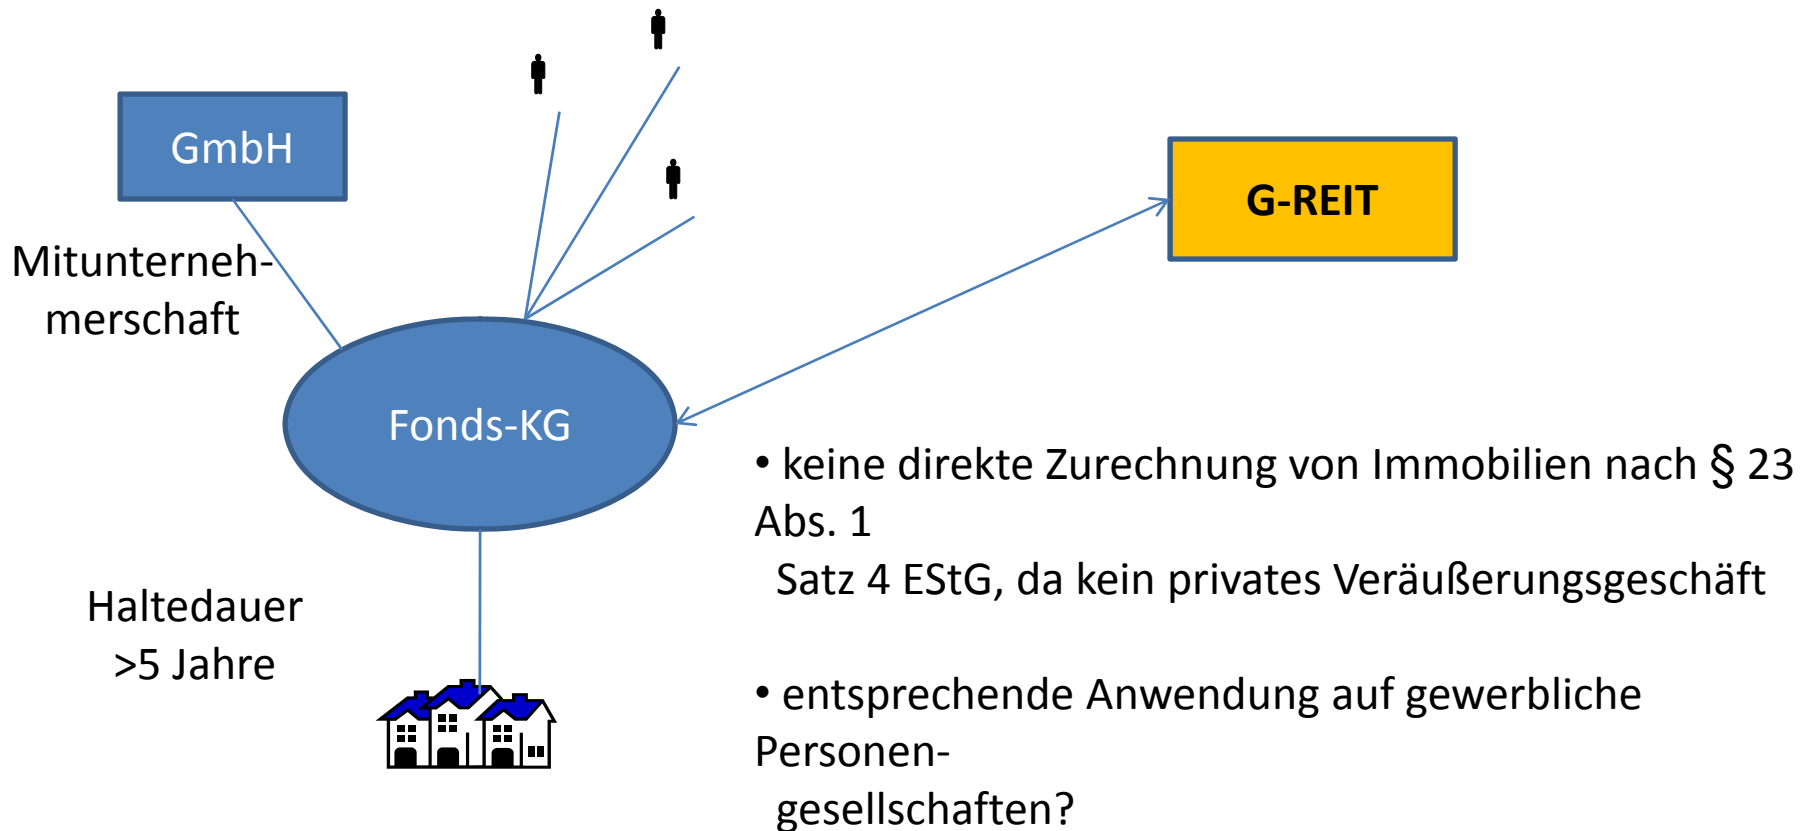 GmbH
Mitunterneh-
merschaft
G-REIT
Fonds-KG
Haltedauer
>5 Jahre
• keine direkte Zurechnung von Immobilien nach § 23
Abs. 1
Satz 4 EStG, da kein privates Veräußerungsgeschäft
• entsprechende Anwendung auf gewerbliche
Personen-
gesellschaften?